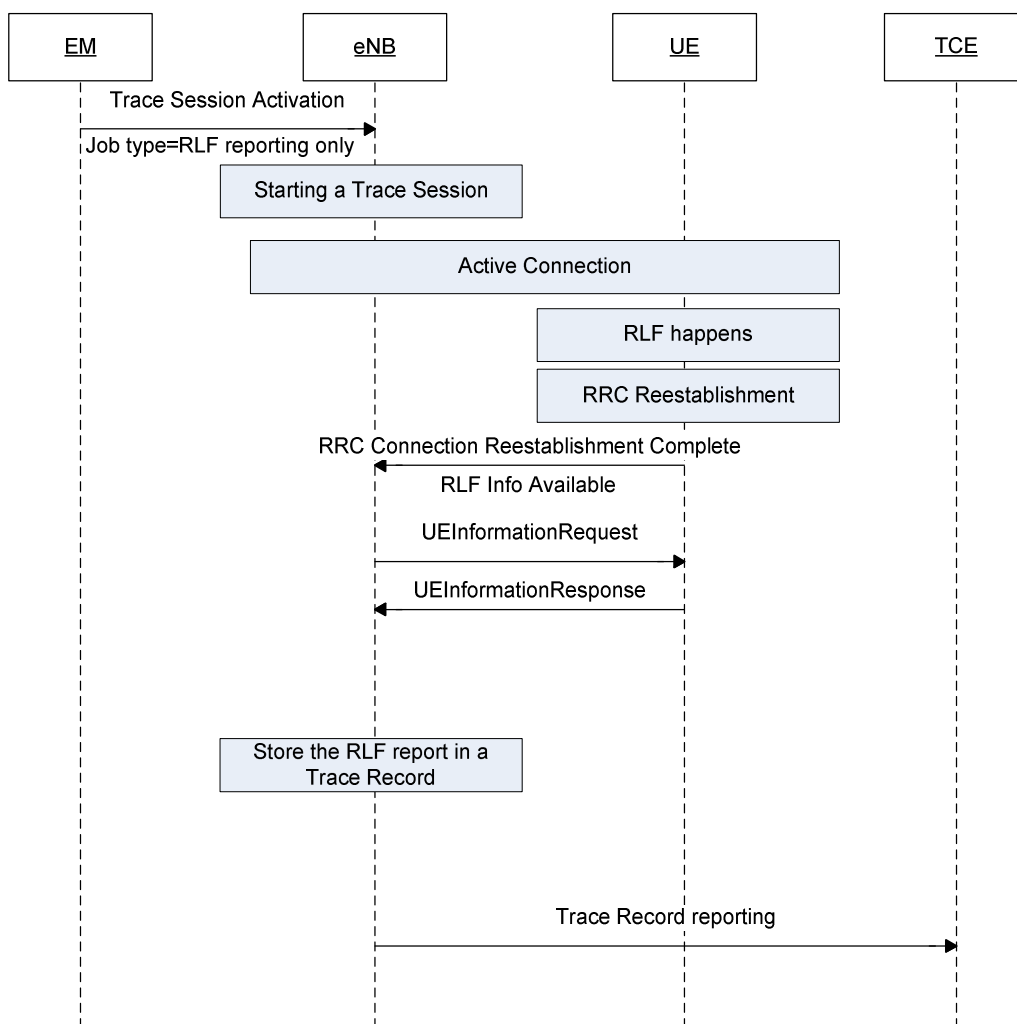 EM
eNB
UE
TCE
Trace Session Activation
Job type=RLF reporting only
Starting a Trace Session
Active Connection
RLF happens
RRC Reestablishment
RRC Connection Reestablishment Complete
RLF Info Available
UEInformationRequest
UEInformationResponse
Store the RLF report in a
Trace Record
Trace Record reporting